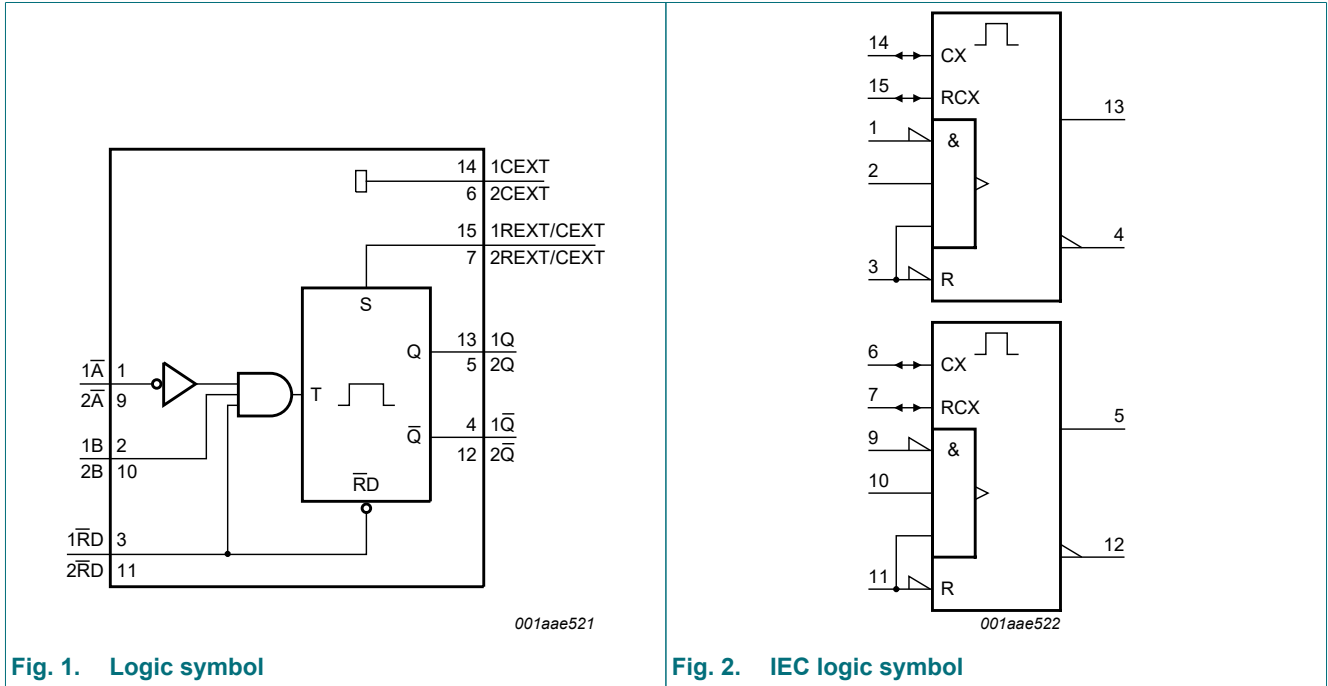 14 1CEXT
6 2CEXT
15 1REXT/CEXT
7 2REXT/CEXT
S
Q
13 1Q
5 2Q
1A̅ 1
2A̅ 9
T
1B 2
2B 10
Q̅
4 1Q̅
12 2Q̅
R̅D
1R̅D 3
2R̅D 11
001aae521
Fig. 1. Logic symbol
14 CX
15 RCX
1 &
2
3 R
13
4
6 CX
7 RCX
9 &
10
11 R
5
12
001aae522
Fig. 2. IEC logic symbol